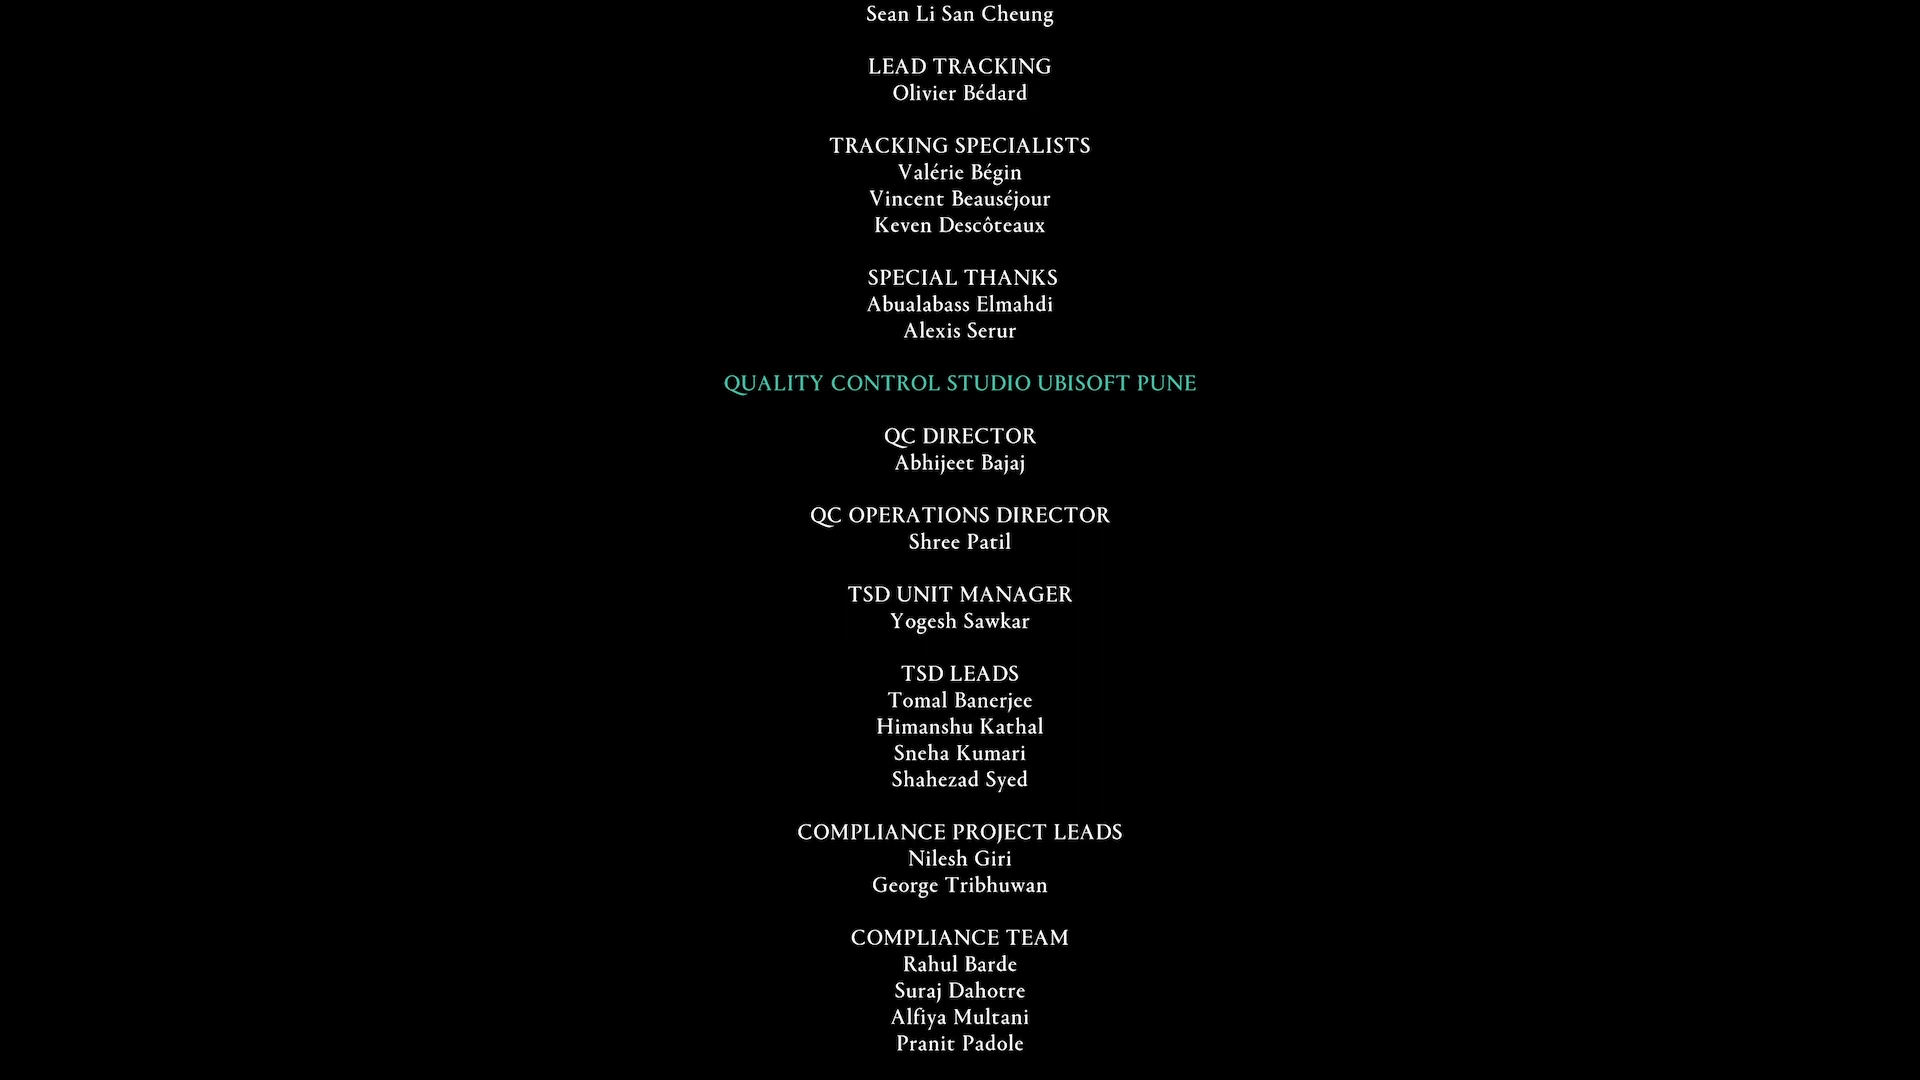 Sean Li San Cheung
LEAD TRACKING
Olivier Bédard
TRACKING SPECIALISTS
Valérie Bégin
Vincent Beauséjour
Keven Descôteaux
SPECIAL THANKS
Abualabass Elmahdi
Alexis Serur
QUALITY CONTROL STUDIO UBISOFT PUNE
QC DIRECTOR
Abhijeet Bajaj
QC OPERATIONS DIRECTOR
Shree Patil
TSD UNIT MANAGER
Yogesh Sawkar
TSD LEADS
Tomal Banerjee
Himanshu Kathal
Sneha Kumari
Shahezad Syed
COMPLIANCE PROJECT LEADS
Nilesh Giri
George Tribhuwan
COMPLIANCE TEAM
Rahul Barde
Suraj Dahotre
Alfiya Multani
Pranit Padole